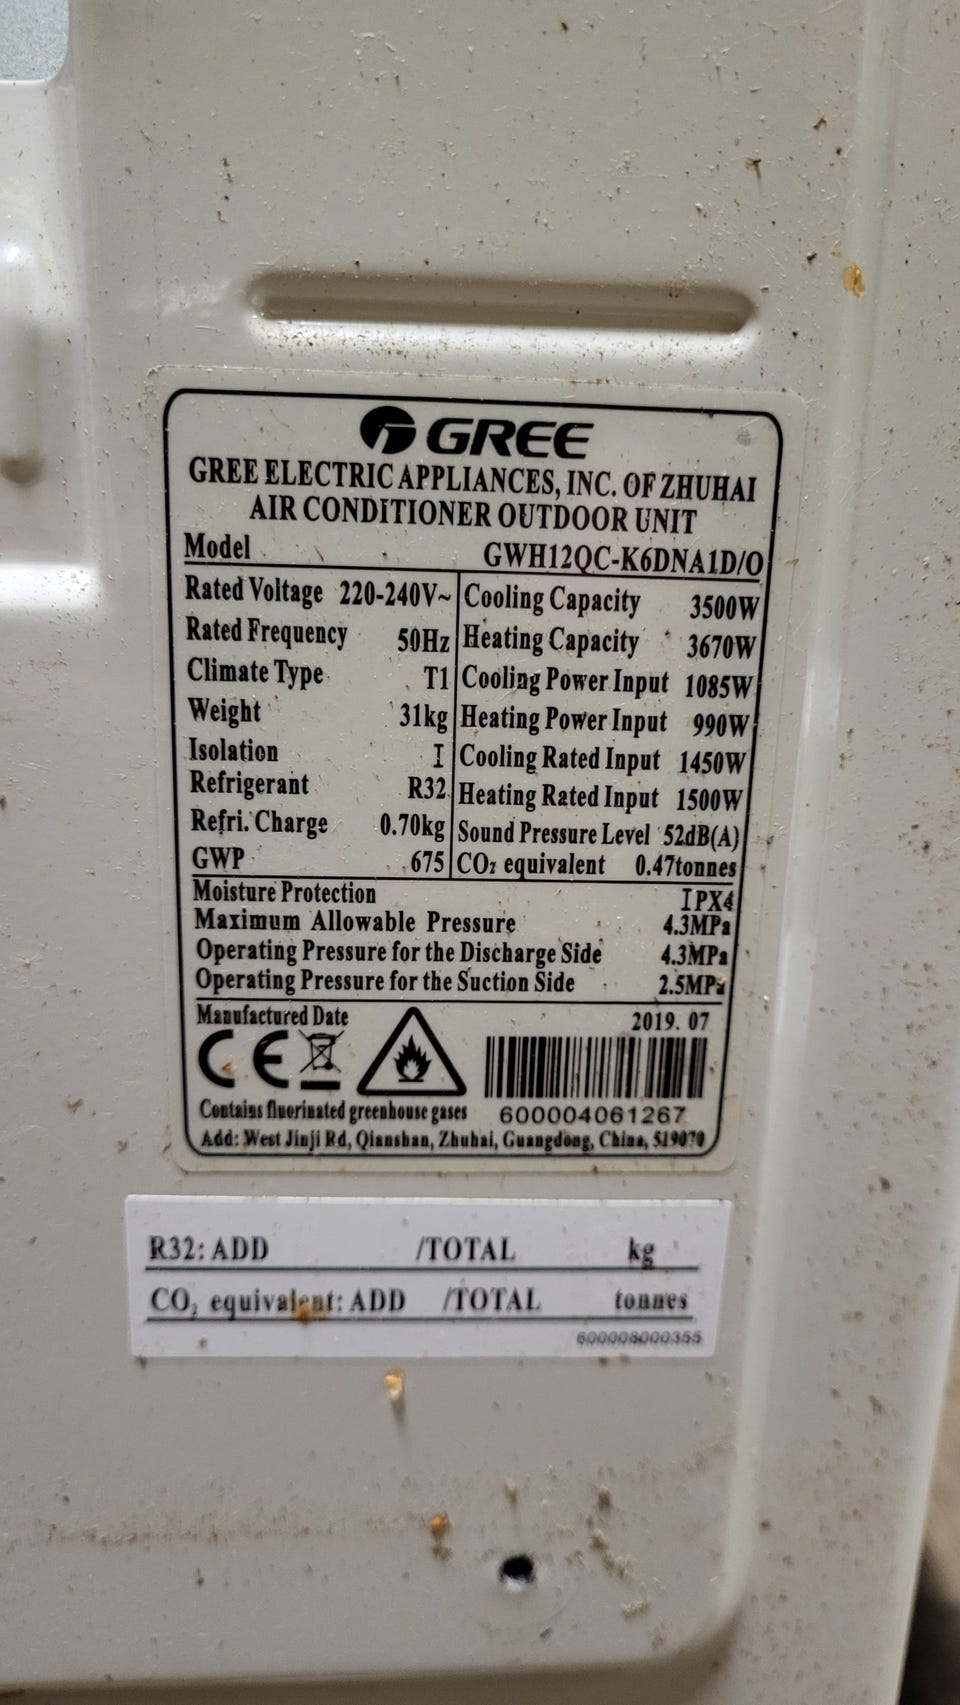 GREE
GREE ELECTRIC APPLIANCES, INC. OF ZHUHAI
AIR CONDITIONER OUTDOOR UNIT
Model GWH12QC-K6DNA1D/O
Rated Voltage 220-240V~ Cooling Capacity 3500W
Rated Frequency 50Hz Heating Capacity 3670W
Climate Type T1 Cooling Power Input 1085W
Weight 31kg Heating Power Input 990W
Isolation I Cooling Rated Input 1450W
Refrigerant R32 Heating Rated Input 1500W
Refri. Charge 0.70kg Sound Pressure Level 52dB(A)
GWP 675 CO₂ equivalent 0.47tonnes
Moisture Protection IPX4
Maximum Allowable Pressure 4.3MPa
Operating Pressure for the Discharge Side 4.3MPa
Operating Pressure for the Suction Side 2.5MPa
Manufactured Date 2019. 07
CE
Contains fluorinated greenhouse gases 600004061267
Add: West Jinji Rd, Qianshan, Zhuhai, Guangdong, China, 519070
R32: ADD /TOTAL kg
CO₂ equivalent: ADD /TOTAL tonnes
600008000355